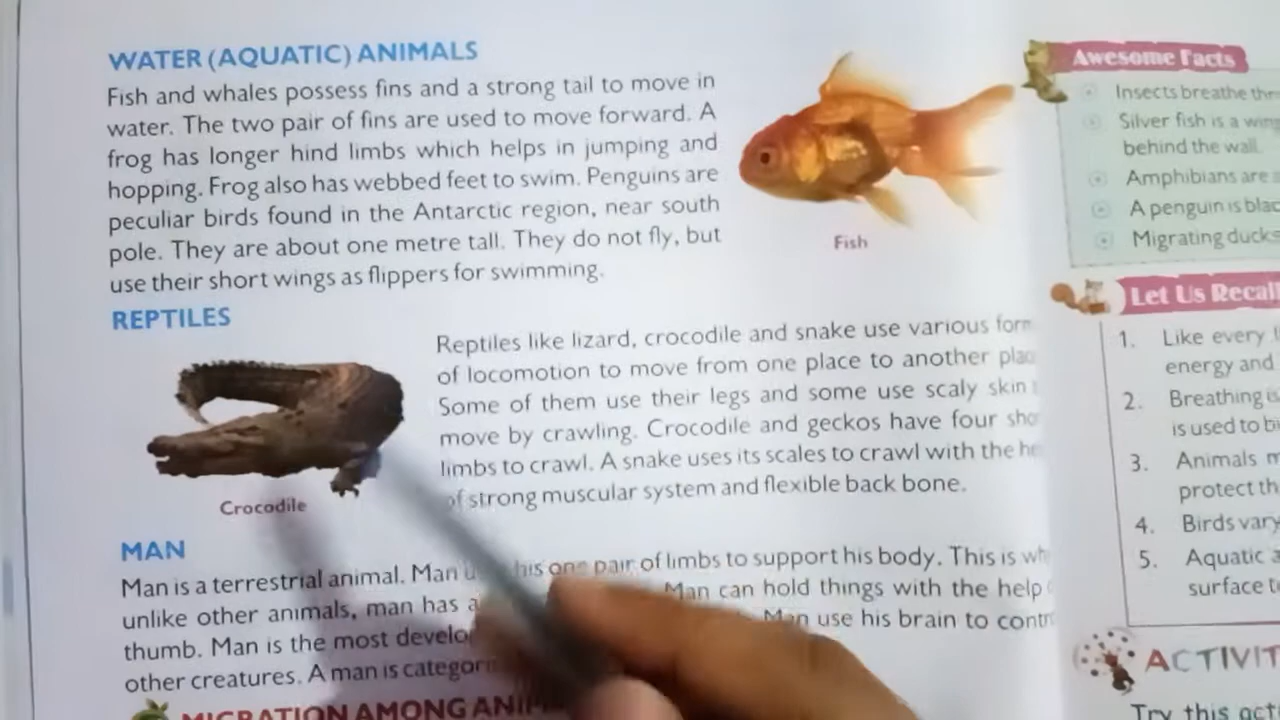 WATER (AQUATIC) ANIMALS
Fish and whales possess fins and a strong tail to move in
water. The two pair of fins are used to move forward. A
frog has longer hind limbs which helps in jumping and
hopping. Frog also has webbed feet to swim. Penguins are
peculiar birds found in the Antarctic region, near south
pole. They are about one metre tall. They do not fly, but
use their short wings as flippers for swimming.
Fish
REPTILES
Reptiles like lizard, crocodile and snake use various
of locomotion to move from one place to another
Some of them use their legs and some use scaly skin
move by crawling. Crocodile and geckos have four
limbs to crawl. A snake uses its scales to crawl with the
of strong muscular system and flexible back bone.
Crocodile
MAN
Man is a terrestrial animal. Man his one pair of limbs to support his body. This is
unlike other animals, man has Man can hold things with the help
thumb. Man is the most Man use his brain to
other creatures. A man is
MIGRATION AMONG
Awesome Facts
Insects breathe
Silver fish is a
behind the wall.
Amphibians are
A penguin is
Migrating ducks
Let Us Recall
1. Like every
energy and
2. Breathing is
is used to
3. Animals
protect
4. Birds vary
5. Aquatic
surface
Try this